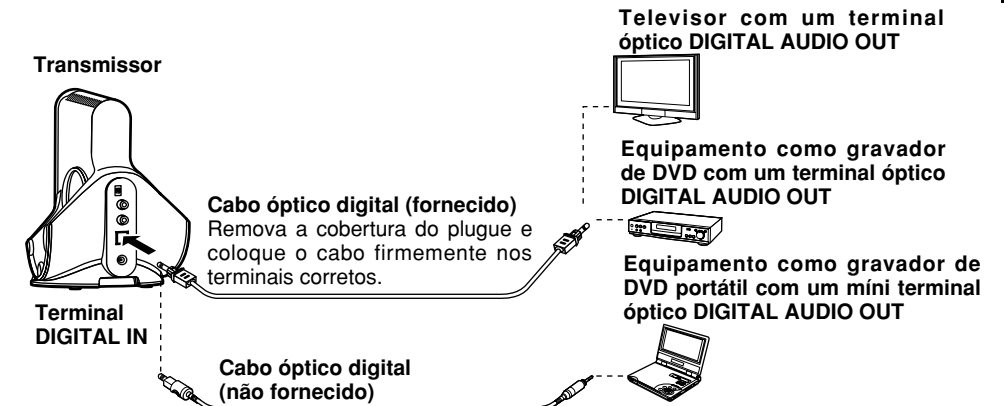 Televisor com um terminal
óptico DIGITAL AUDIO OUT
Transmissor
Equipamento como gravador
de DVD com um terminal óptico
DIGITAL AUDIO OUT
Cabo óptico digital (fornecido)
Remova a cobertura do plugue e
coloque o cabo firmemente nos
terminais corretos.
Equipamento como gravador de
DVD portátil com um míni terminal
óptico DIGITAL AUDIO OUT
Terminal
DIGITAL IN
Cabo óptico digital
(não fornecido)